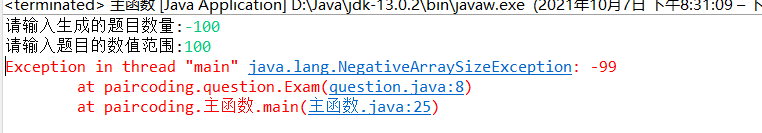 <terminated> 主函数 [Java Application] D:\Java\jdk-13.0.2\bin\javaw.exe (2021年10月7日 下午8:31:09 – 下
请输入生成的题目数量:-100
请输入题目的数值范围:100
Exception in thread "main" java.lang.NegativeArraySizeException: -99
at paircoding.question.Exam(question.java:8)
at paircoding.主函数.main(主函数.java:25)